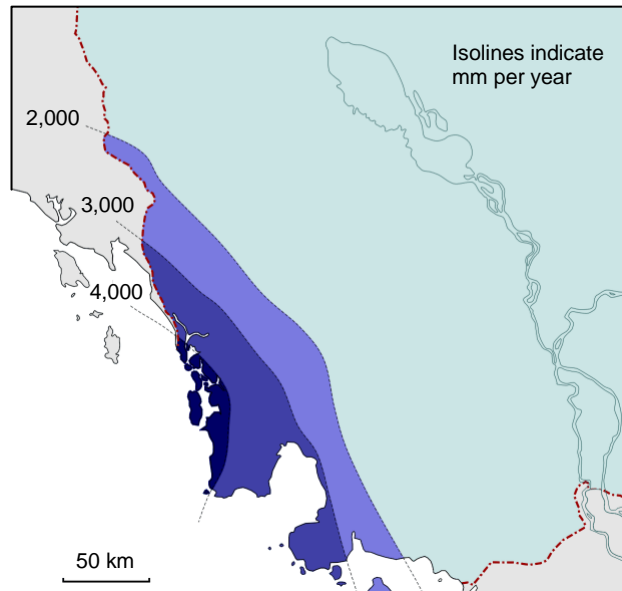 Isolines indicate
mm per year
2,000
3,000
4,000
50 km